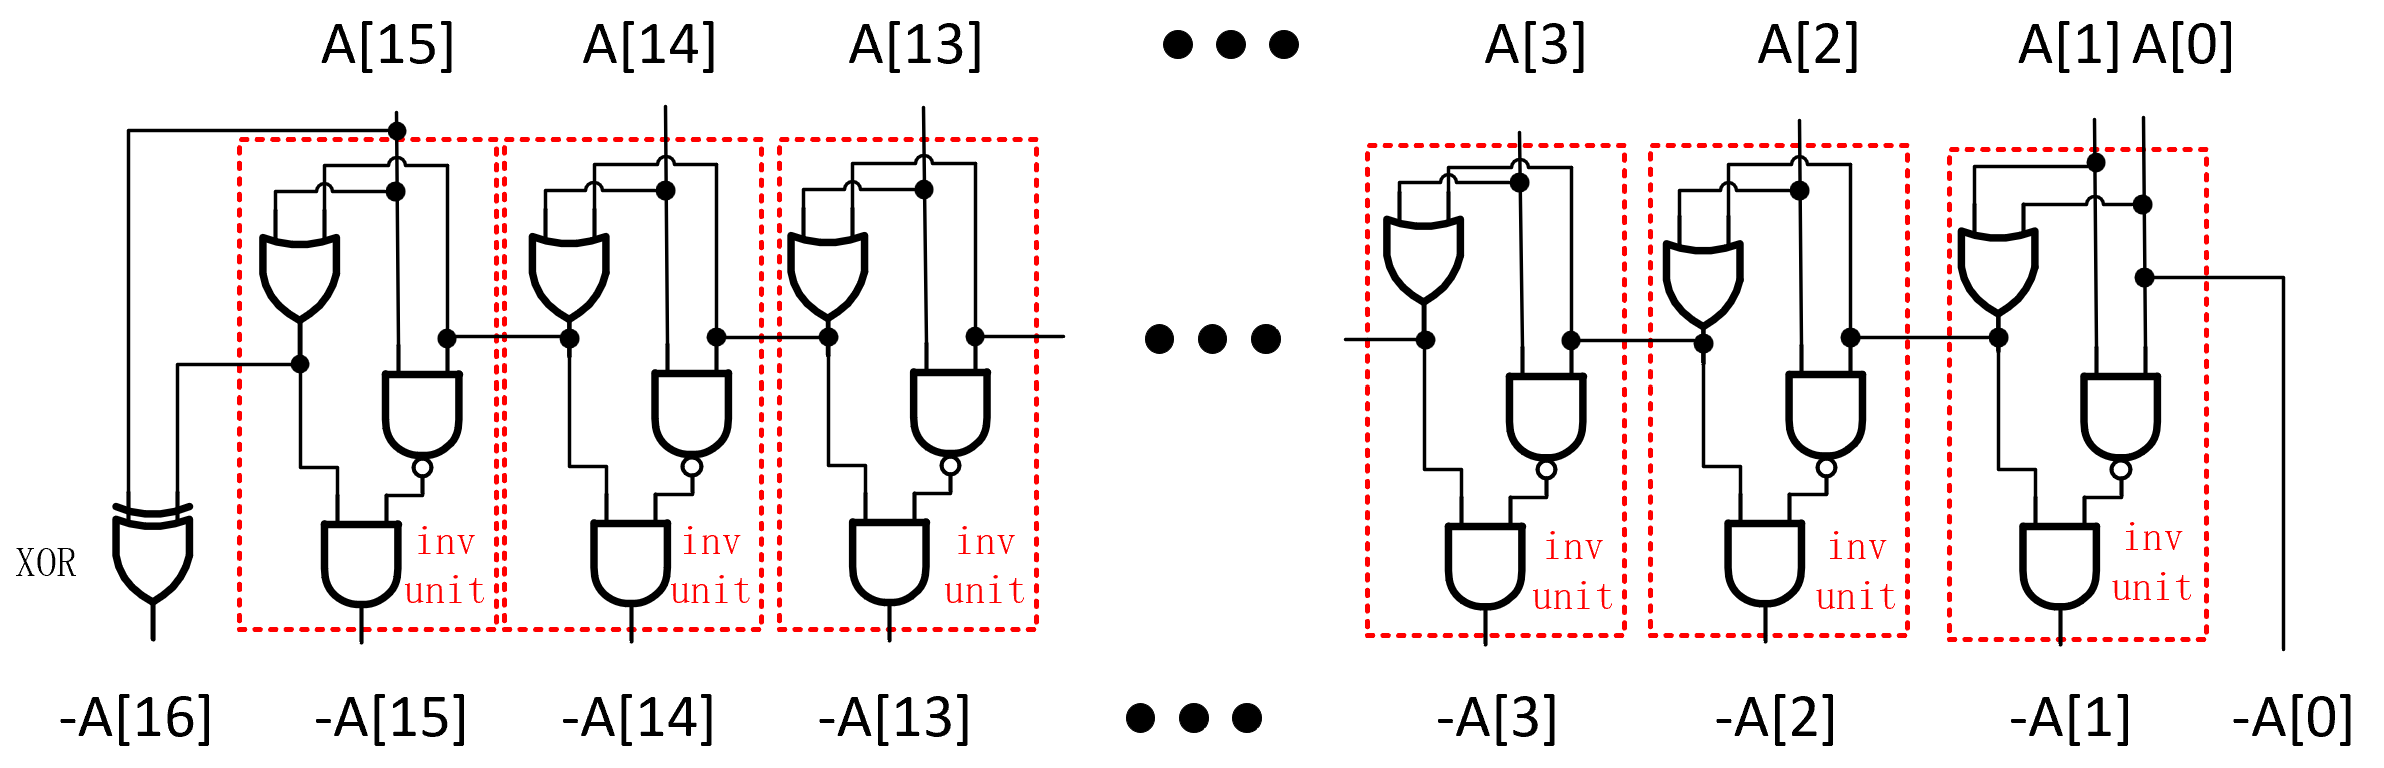 A[15] A[14] A[13] ● ● ● A[3] A[2] A[1] A[0]
● ● ●
inv inv inv inv inv inv
XOR
unit unit unit unit unit unit
-A[16] -A[15] -A[14] -A[13] ● ● ● -A[3] -A[2] -A[1] -A[0]